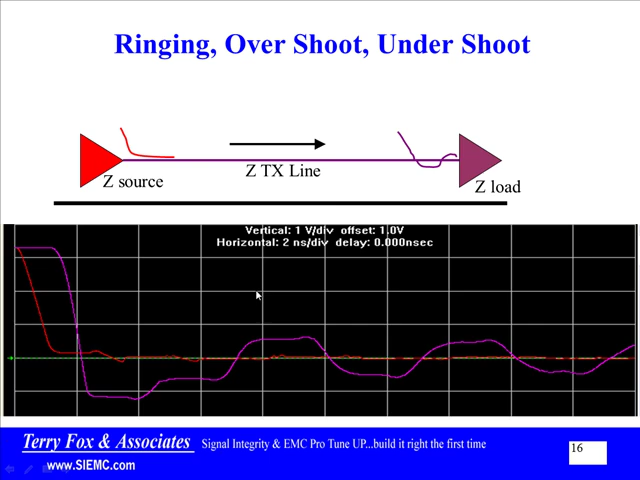 Ringing, Over Shoot, Under Shoot
Z source
Z TX Line
Z load
Vertical: 1 V/div offset: 1.0V
Horizontal: 2 ns/div delay: 0.000nsec
Terry Fox & Associates Signal Integrity & EMC Pro Tune UP...build it right the first time
16
www.SIEMC.com